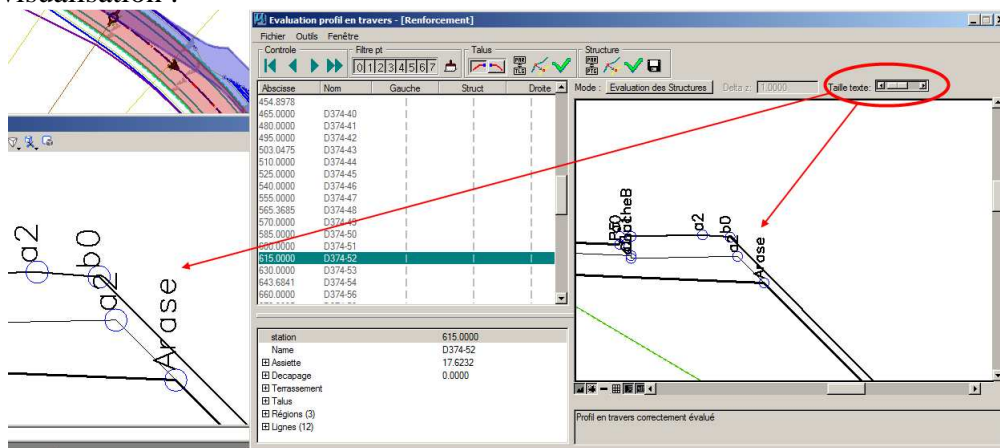 visualisation :
Evaluation profil en travers - [Renforcement]
Fichier Outils Fenêtre
Controle Filtre pt Talus Structure
0 1 2 3 4 5 6 7
Abscisse Nom Gauche Struct Droite
Mode : Evaluation des Structures Delta z: 1.0000 Taille texte:
454.8978
465.0000 D374-40
480.0000 D374-41
495.0000 D374-42
503.0475 D374-43
510.0000 D374-44
525.0000 D374-45
540.0000 D374-46
555.0000 D374-47
565.3685 D374-48
570.0000 D374-49
585.0000 D374-50
600.0000 D374-51
615.0000 D374-52
630.0000 D374-53
643.6841 D374-54
660.0000 D374-56
a2 b0
a2
Arase
a2 b0
a2
Arase
station 615.0000
Name D374-52
Assiette 17.6232
Decapage 0.0000
Terrassement
Talus
Régions (3)
Lignes (12)
Profil en travers correctement évalué